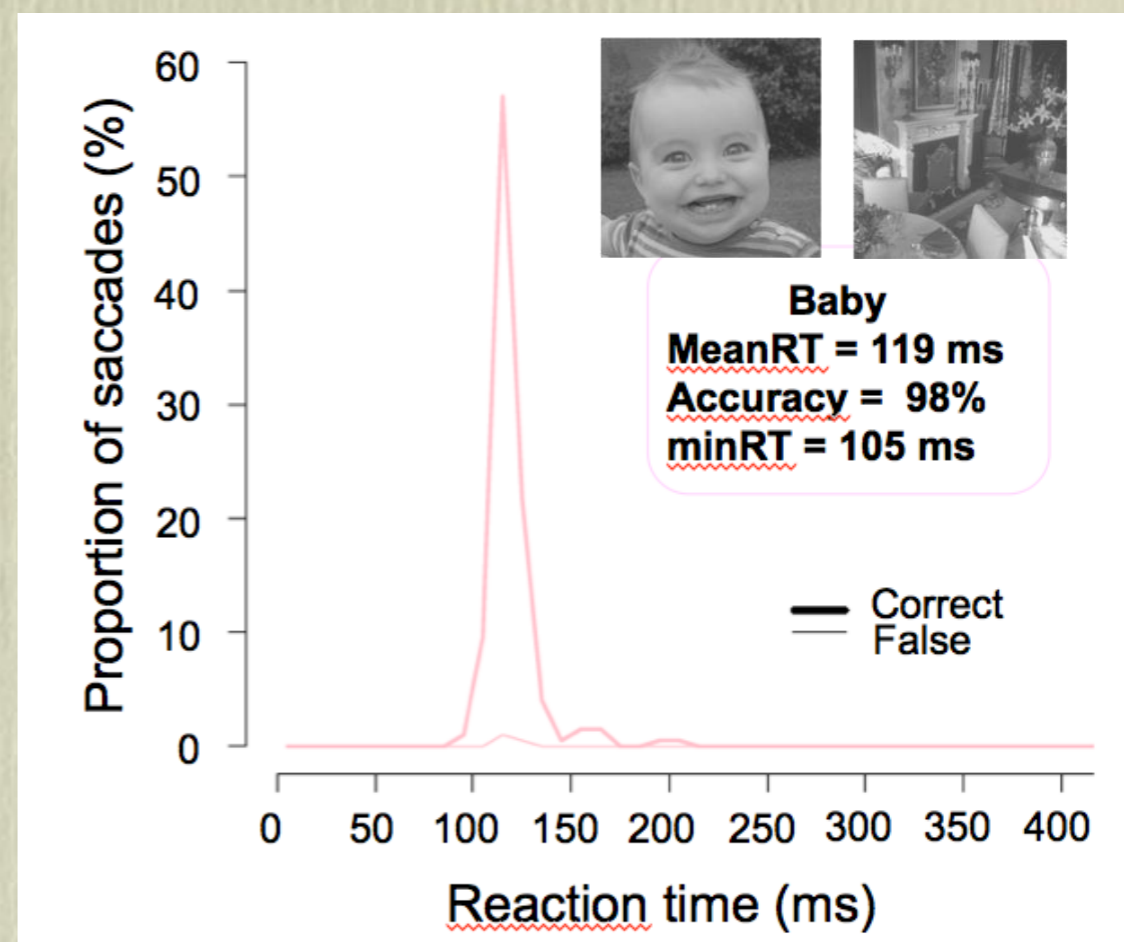 Proportion of saccades (%)
60
50
40
30
20
10
0
Baby
MeanRT = 119 ms
Accuracy = 98%
minRT = 105 ms
Correct
False
0 50 100 150 200 250 300 350 400
Reaction time (ms)